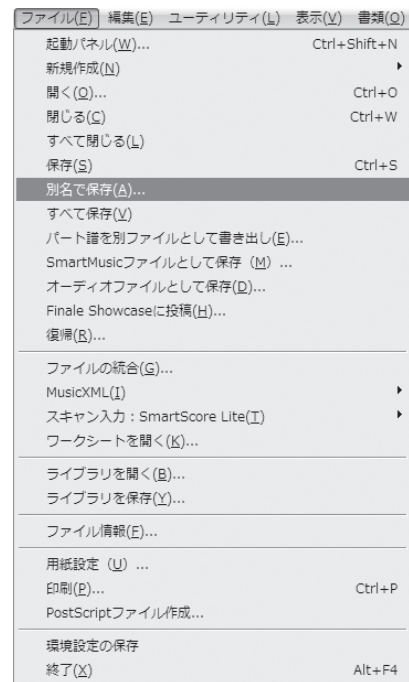 ファイル(F) 編集(E) ユーティリティ(L) 表示(V) 書類(O)
起動パネル(W)... Ctrl+Shift+N
新規作成(N)
開く(O)... Ctrl+O
閉じる(C) Ctrl+W
すべて閉じる(L)
保存(S) Ctrl+S
別名で保存(A)...
すべて保存(V)
パート譜を別ファイルとして書き出し(E)...
SmartMusicファイルとして保存（M）...
オーディオファイルとして保存(D)...
Finale Showcaseに投稿(H)...
復帰(R)...
ファイルの統合(G)...
MusicXML(I)
スキャン入力：SmartScore Lite(T)
ワークシートを開く(K)...
ライブラリを開く(B)...
ライブラリを保存(Y)...
ファイル情報(F)...
用紙設定（U）...
印刷(P)... Ctrl+P
PostScriptファイル作成...
環境設定の保存
終了(X) Alt+F4